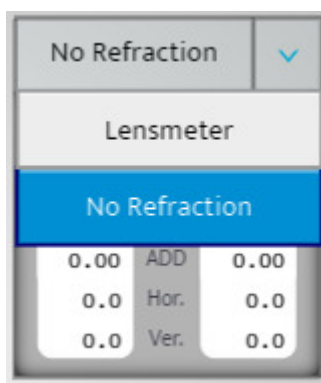 No Refraction
Lensmeter
No Refraction
0.00 ADD 0.00
0.0 Hor. 0.0
0.0 Ver. 0.0